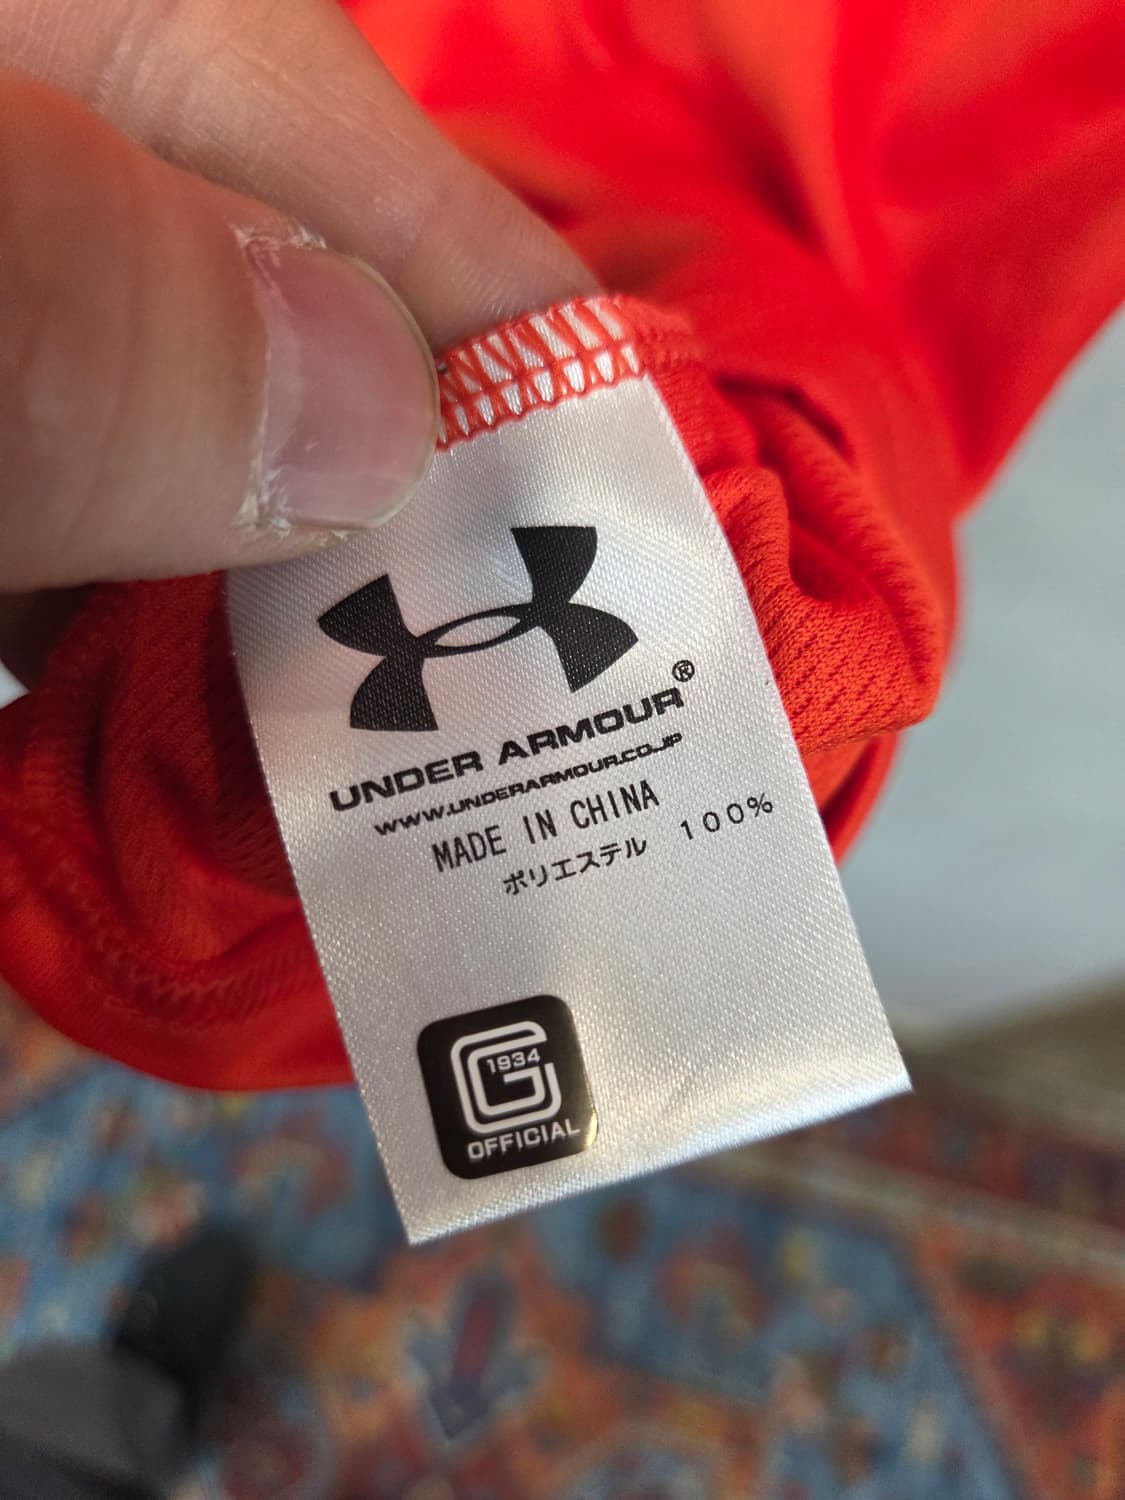 UNDER ARMOUR®
WWW.UNDERARMOUR.CO.JP
MADE IN CHINA
ポリエステル 100%
1934
G
OFFICIAL